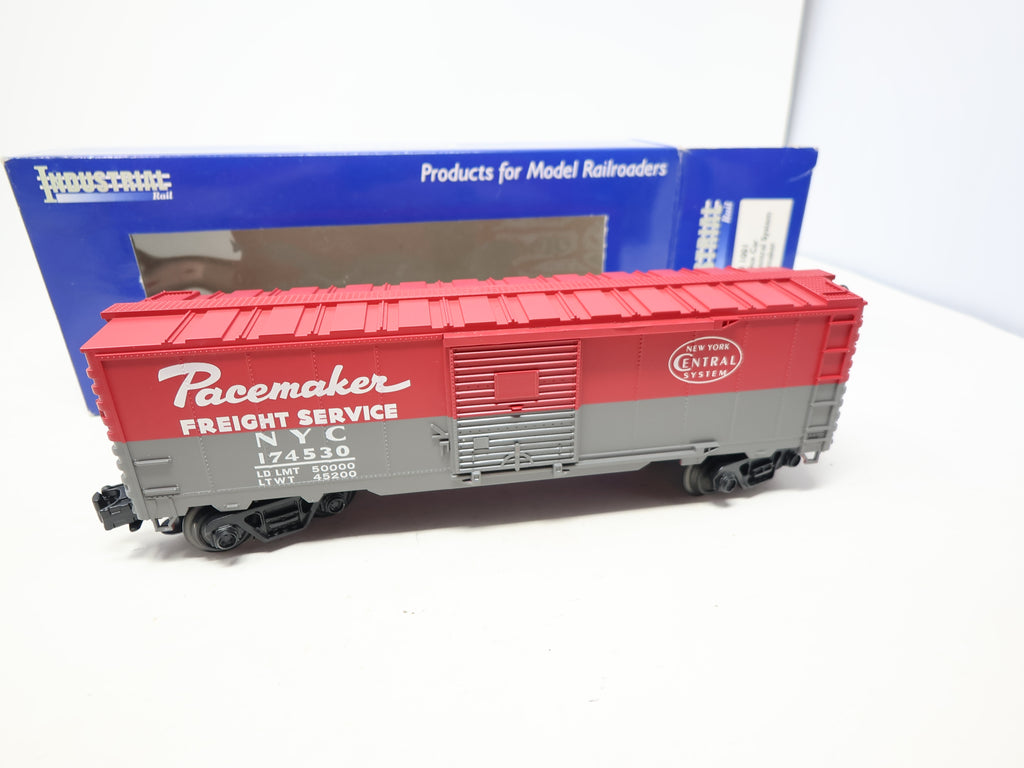 INDUSTRIAL
Rail
Products for Model Railroaders
Rail
Pacemaker
FREIGHT SERVICE
N Y C
174530
LD LMT 50000
LT WT 45200
NEW YORK
CENTRAL
SYSTEM